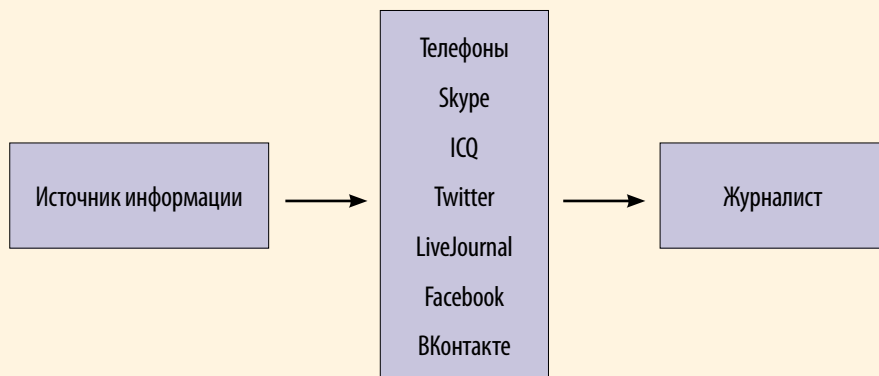 Источник информации
Телефоны
Skype
ICQ
Twitter
LiveJournal
Facebook
ВКонтакте
Журналист